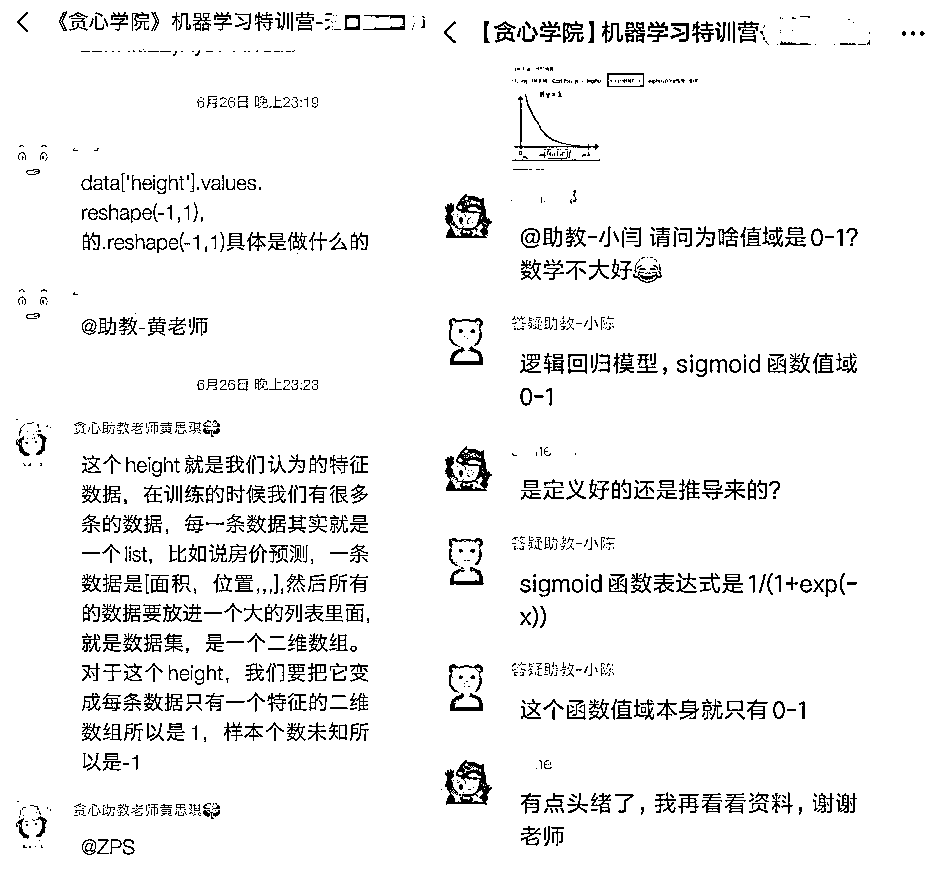 《贪心学院》机器学习特训营-
6月26日 晚上23:19
data['height'].values.
reshape(-1,1),
的.reshape(-1,1)具体是做什么的
@助教-黄老师
6月26日 晚上23:23
贪心助教老师黄思琪🍀
这个height就是我们认为的特征
数据，在训练的时候我们有很多
条的数据，每一条数据其实就是
一个list，比如说房价预测，一条
数据是[面积，位置,,,],然后所有
的数据要放进一个大的列表里面,
就是数据集，是一个二维数组。
对于这个height，我们要把它变
成每条数据只有一个特征的二维
数组所以是1，样本个数未知所
以是-1
贪心助教老师黄思琪🍀
@ZPS
【贪心学院】机器学习特训营
@助教-小闫 请问为啥值域是0-1?
数学不大好😂
答疑助教-小陈
逻辑回归模型，sigmoid函数值域
0-1
是定义好的还是推导来的?
答疑助教-小陈
sigmoid函数表达式是1/(1+exp(-
x))
答疑助教-小陈
这个函数值域本身就只有0-1
有点头绪了，我再看看资料，谢谢
老师